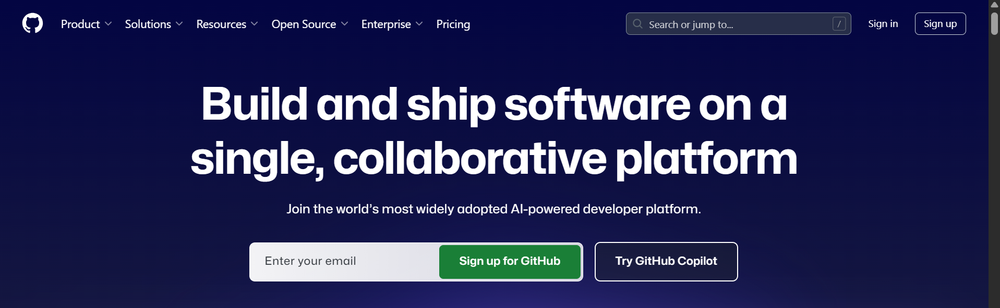 Product Solutions Resources Open Source Enterprise Pricing Search or jump to... / Sign in Sign up
Build and ship software on a
single, collaborative platform
Join the world’s most widely adopted AI-powered developer platform.
Enter your email Sign up for GitHub Try GitHub Copilot